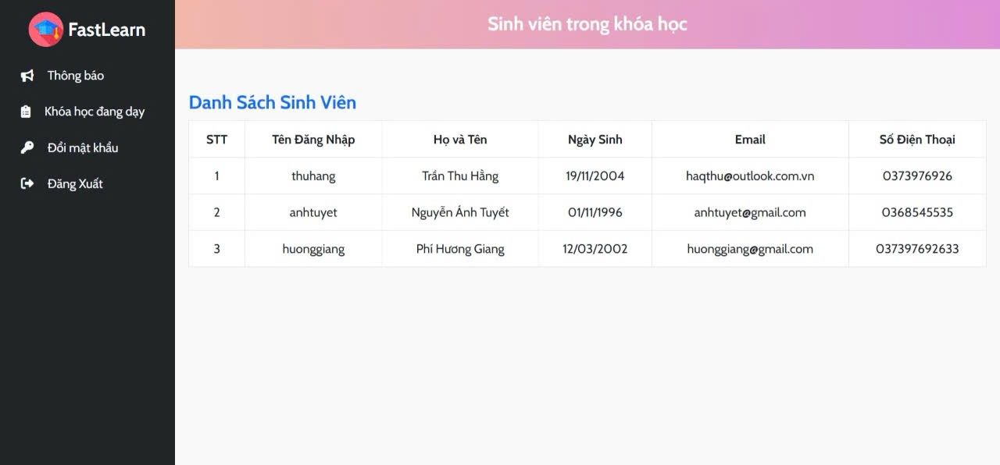 FastLearn
Sinh viên trong khóa học
Thông báo
Khóa học đang dạy
Đổi mật khẩu
Đăng Xuất
Danh Sách Sinh Viên
STT Tên Đăng Nhập Họ và Tên Ngày Sinh Email Số Điện Thoại
1 thuhang Trần Thu Hằng 19/11/2004 haqthu@outlook.com.vn 0373976926
2 anhtuyet Nguyễn Ánh Tuyết 01/11/1996 anhtuyet@gmail.com 0368545535
3 huonggiang Phí Hương Giang 12/03/2002 huonggiang@gmail.com 037397692633